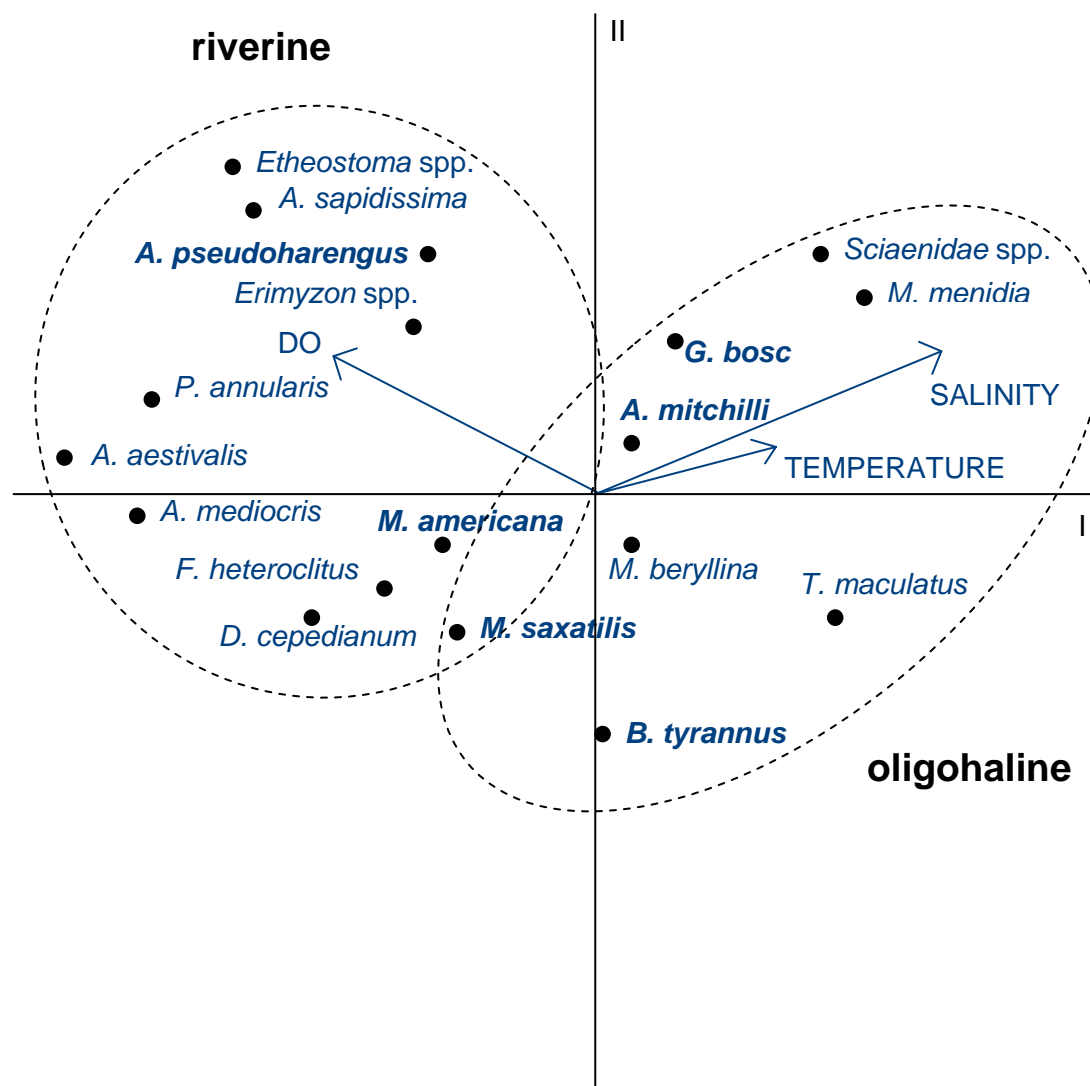 riverine
II
Etheostoma spp.
A. sapidissima
A. pseudoharengus
Sciaenidae spp.
Erimyzon spp.
M. menidia
DO
G. bosc
P. annularis
SALINITY
A. mitchilli
A. aestivalis
TEMPERATURE
A. mediocris
M. americana
I
F. heteroclitus
M. beryllina
T. maculatus
D. cepedianum
M. saxatilis
B. tyrannus
oligohaline